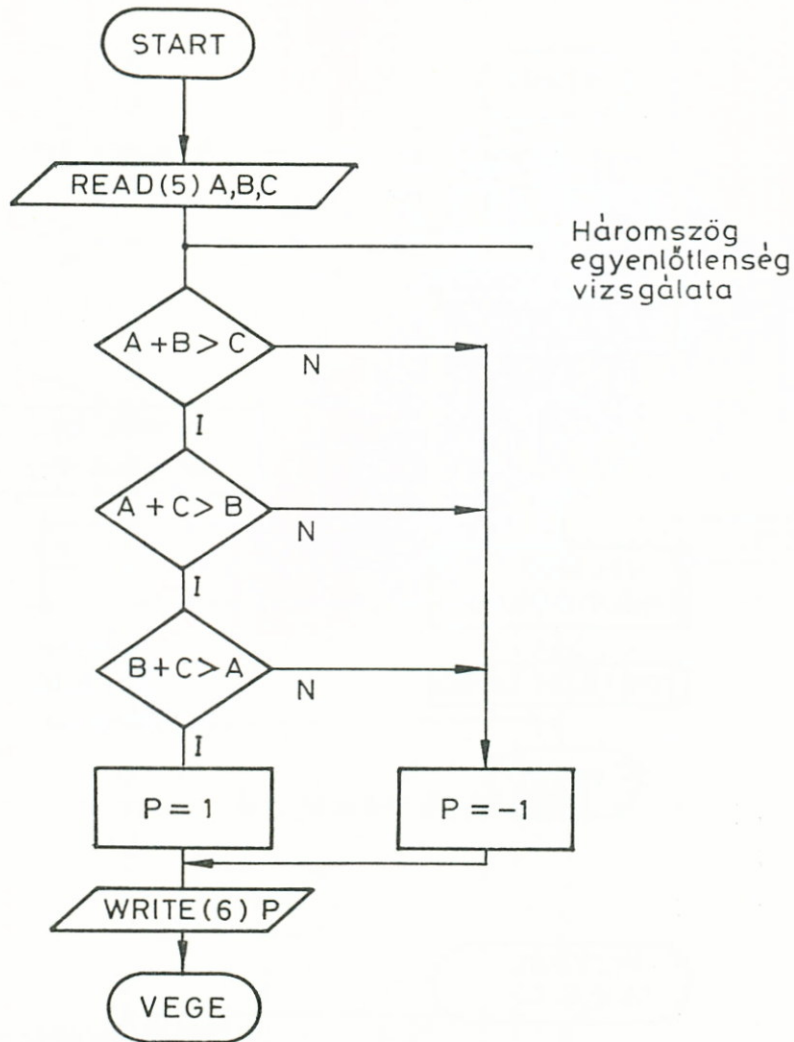 START
READ(5) A,B,C
Háromszög
egyenlőtlenség
vizsgálata
A+B> C
N
I
A + C> B
N
I
B+C>A
N
I
P= 1
P =-1
WRITE(6) P
VEGE